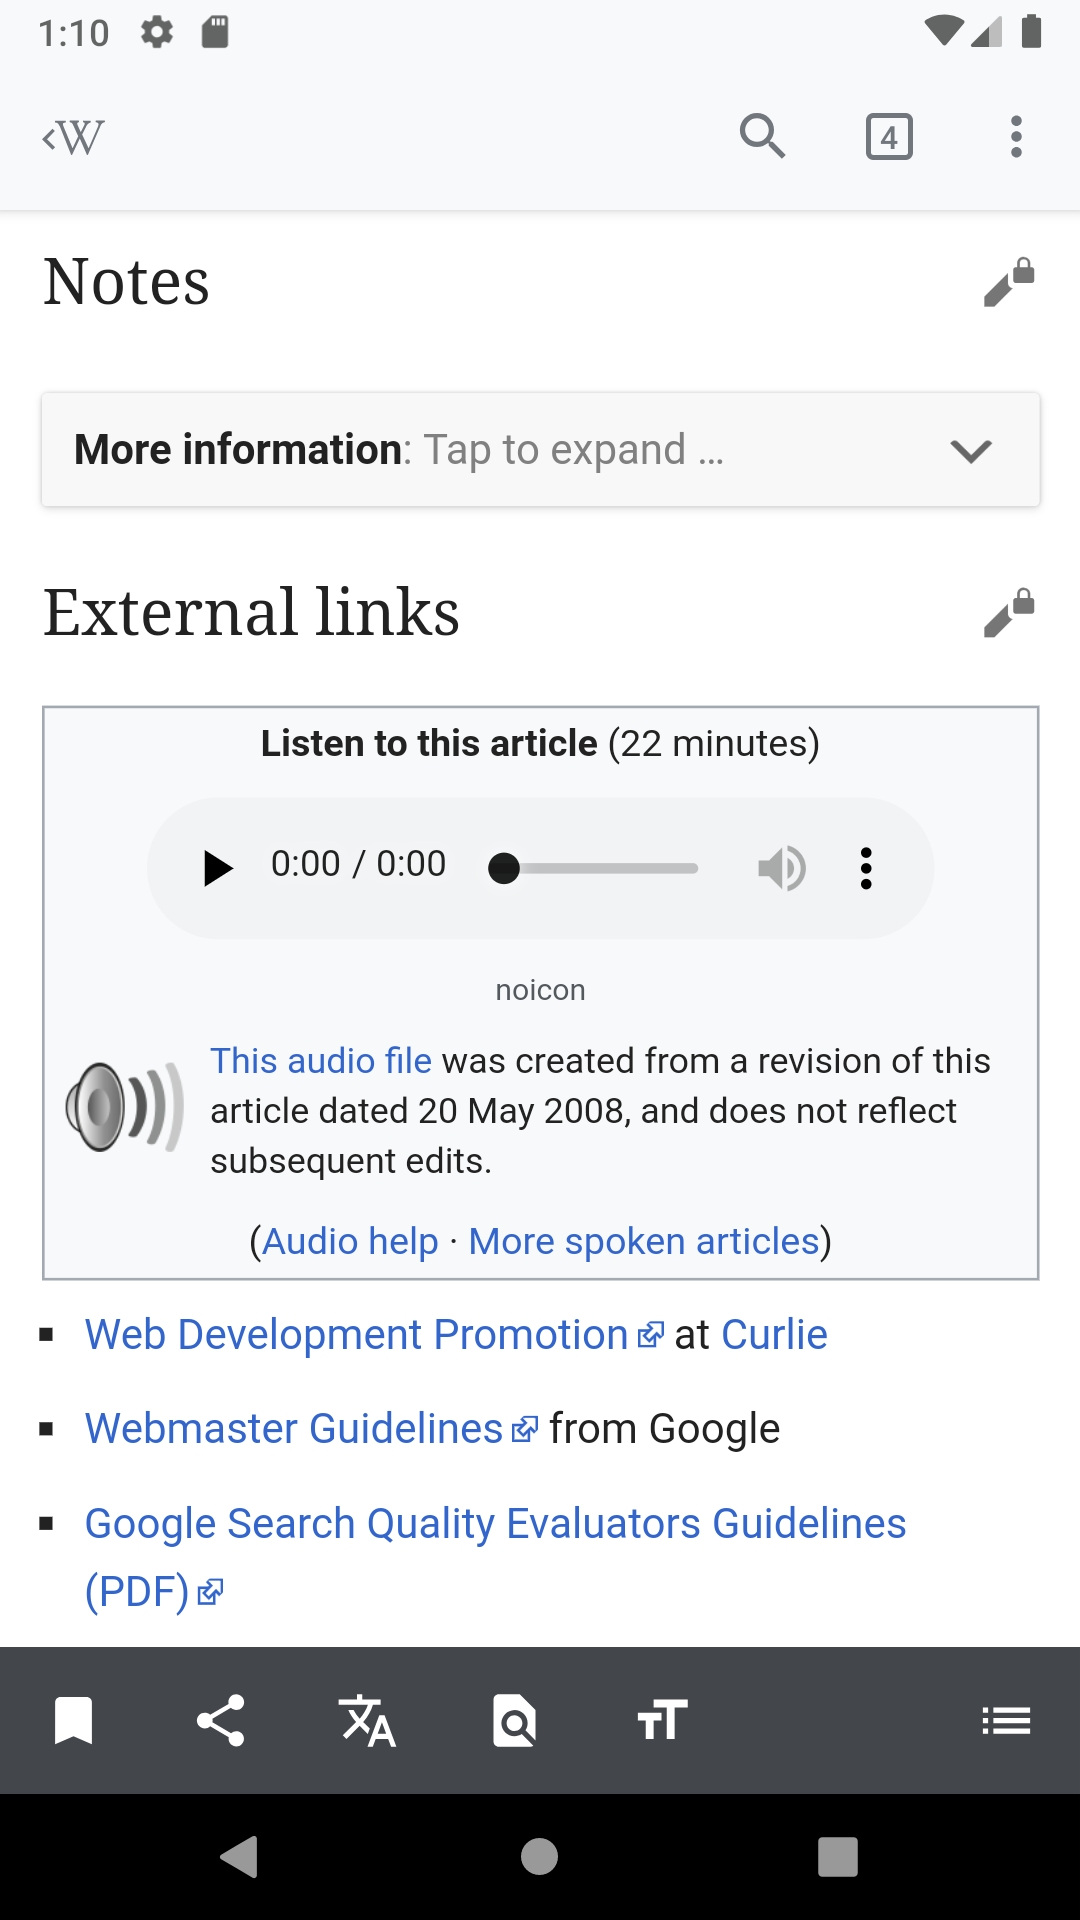 1:10
‹W
4
Notes
More information: Tap to expand ...
External links
Listen to this article (22 minutes)
0:00 / 0:00
noicon
This audio file was created from a revision of this
article dated 20 May 2008, and does not reflect
subsequent edits.
(Audio help · More spoken articles)
Web Development Promotion at Curlie
Webmaster Guidelines from Google
Google Search Quality Evaluators Guidelines
(PDF)